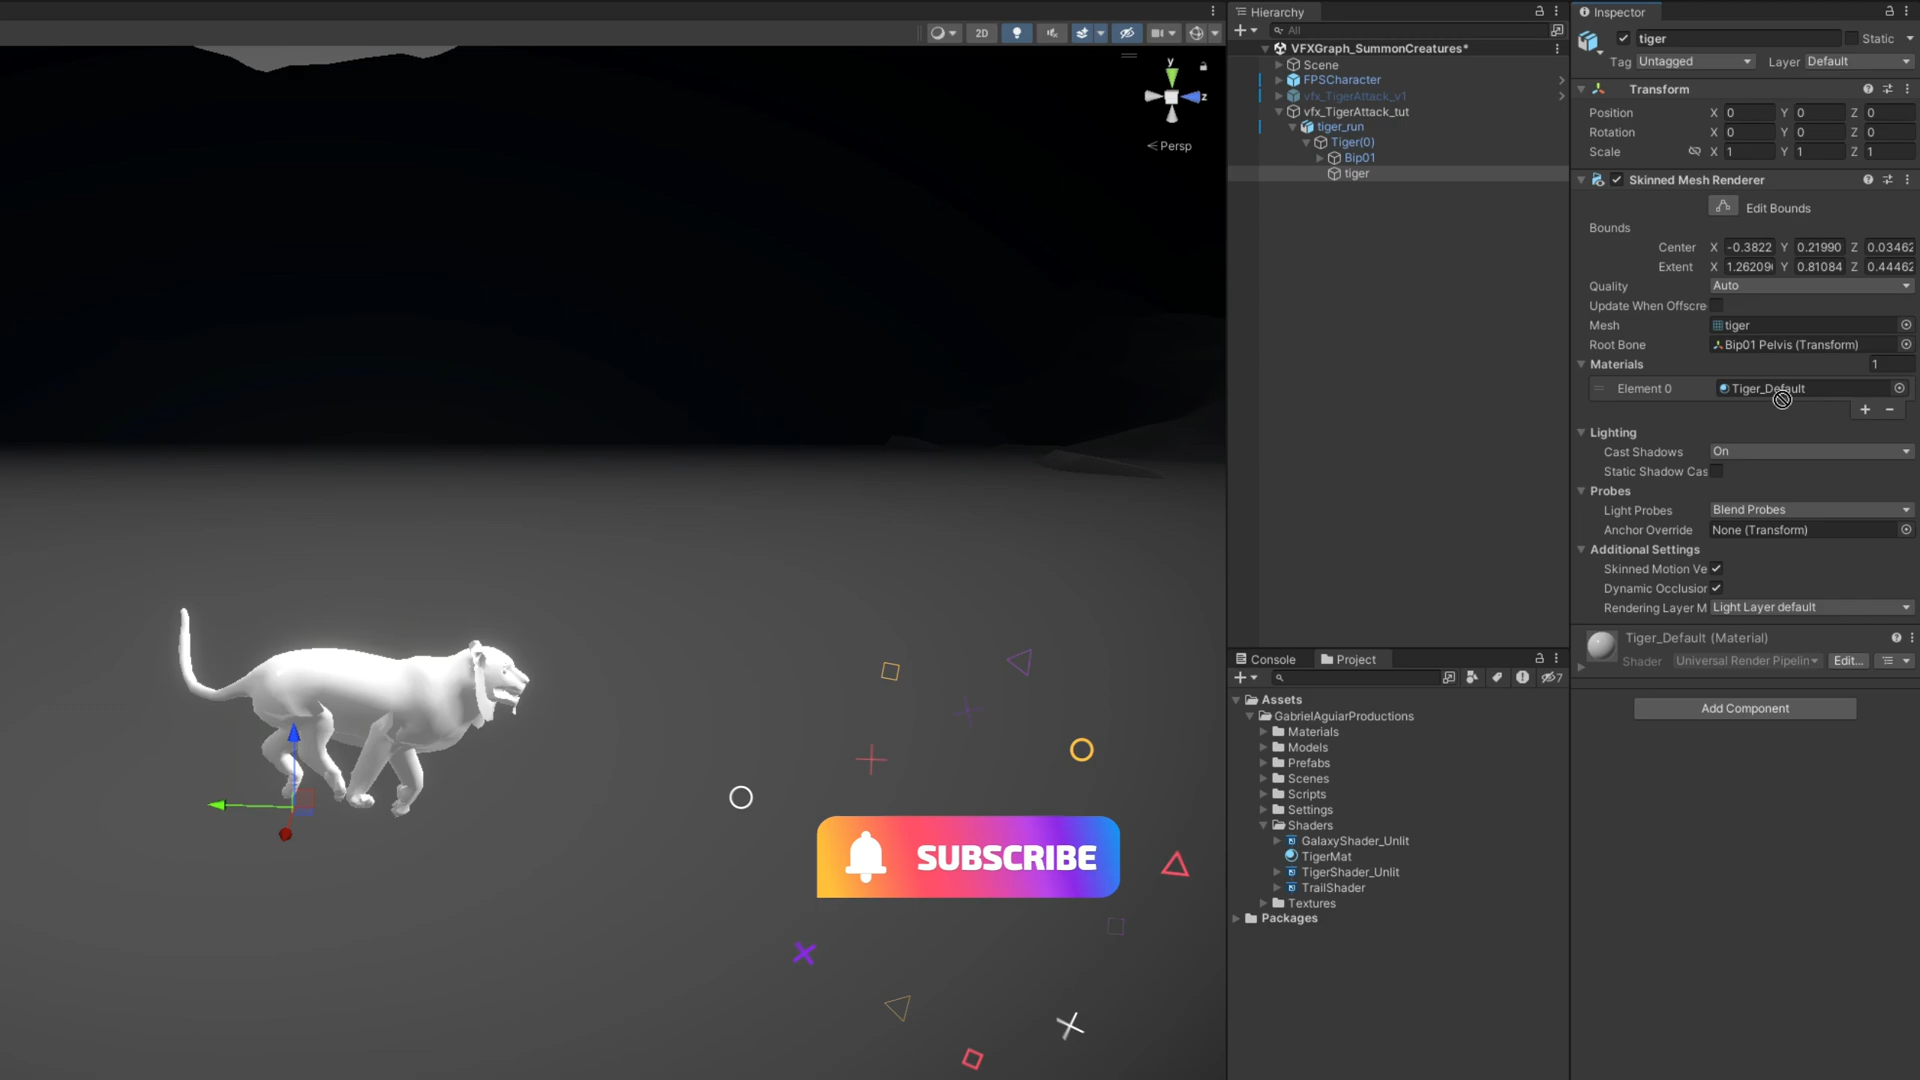 Hierarchy
All
VFXGraph_SummonCreatures*
Scene
FPSCharacter
vfx_TigerAttack_v1
vfx_TigerAttack_tut
tiger_run
Tiger(0)
Bip01
tiger
2D
y
z
Persp
SUBSCRIBE
Console
Project
7
Assets
GabrielAguiarProductions
Materials
Models
Prefabs
Scenes
Scripts
Settings
Shaders
GalaxyShader_Unlit
TigerMat
TigerShader_Unlit
TrailShader
Textures
Packages
Inspector
tiger Static
Tag Untagged Layer Default
Transform
Position X 0 Y 0 Z 0
Rotation X 0 Y 0 Z 0
Scale X 1 Y 1 Z 1
Skinned Mesh Renderer
Edit Bounds
Bounds
Center X -0.3822 Y 0.21990 Z 0.03462
Extent X 1.26209 Y 0.81084 Z 0.44462
Quality Auto
Update When Offscre
Mesh tiger
Root Bone Bip01 Pelvis (Transform)
Materials 1
Element 0 Tiger_Default
Lighting
Cast Shadows On
Static Shadow Cas
Probes
Light Probes Blend Probes
Anchor Override None (Transform)
Additional Settings
Skinned Motion Ve
Dynamic Occlusior
Rendering Layer M Light Layer default
Tiger_Default (Material)
Shader Universal Render Pipelin Edit...
Add Component